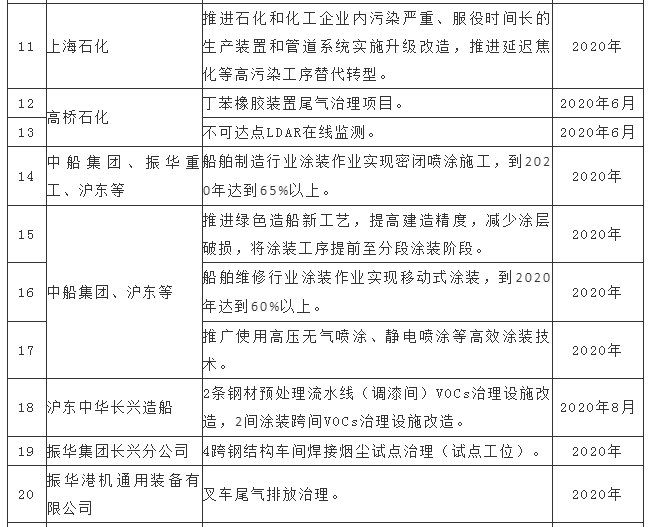 推进石化和化工企业内污染严重、服役时间长的
11 上海石化 生产装置和管道系统实施升级改造，推进延迟焦 2020年
化等高污染工序替代转型。
12 高桥石化 丁苯橡胶装置尾气治理项目。 2020年6月
13 不可达点LDAR在线监测。 2020年6月
14 中船集团、振华重 船舶制造行业涂装作业实现密闭喷涂施工，到202 2020年
工、沪东等 0年达到65%以上。
15 推进绿色造船新工艺，提高建造精度，减少涂层 2020年
破损，将涂装工序提前至分段涂装阶段。
16 中船集团、沪东等 船舶维修行业涂装作业实现移动式涂装，到2020 2020年
年达到60%以上。
17 推广使用高压无气喷涂、静电喷涂等高效涂装技 2020年
术。
18 沪东中华长兴造船 2条钢材预处理流水线（调漆间）VOCs治理设施改 2020年8月
造，2间涂装跨间VOCs治理设施改造。
19 振华集团长兴分公司 4跨钢结构车间焊接烟尘试点治理（试点工位）。 2020年
20 振华港机通用装备有 叉车尾气排放治理。 2020年
限公司